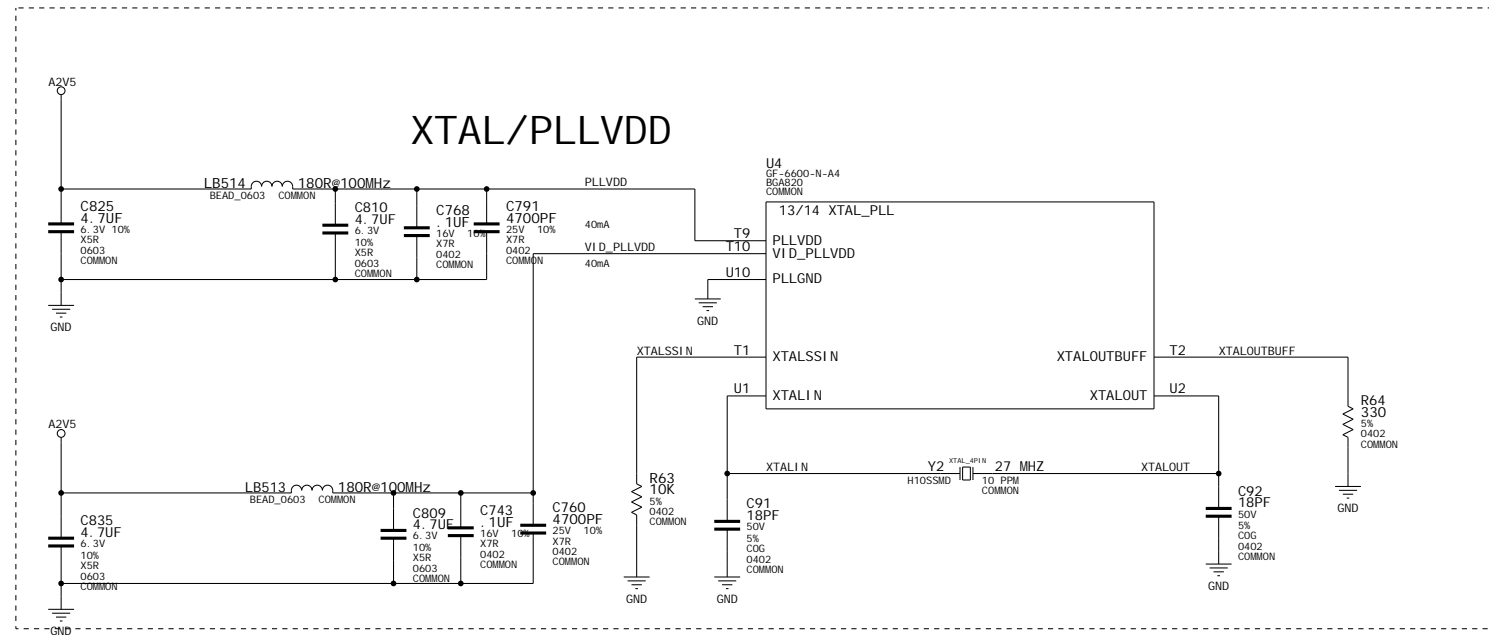 A2V5
XTAL/PLLVDD
LB514 180R@100MHz
BEAD_0603 COMMON
C825
4.7UF
6.3V 10%
X5R
0603
COMMON
C810
4.7UF
6.3V
10%
X5R
0603
COMMON
C768
.1UF
16V 10%
X7R
0402
COMMON
C791
4700PF
25V 10%
X7R
0402
COMMON
PLLVDD
40mA
VID_PLLVDD
40mA
GND
U4
GF-6600-N-A4
BGA820
COMMON
13/14 XTAL_PLL
T9 PLLVDD
T10 VID_PLLVDD
U10 PLLGND
GND
XTALSSIN T1 XTALSSIN
U1 XTALIN
XTALOUTBUFF T2 XTALOUTBUFF
XTALOUT U2
R64
330
5%
0402
COMMON
GND
XTALIN Y2 XTAL_4PIN 27 MHZ XTALOUT
H10SSMD 10 PPM
COMMON
R63
10K
5%
0402
COMMON
GND
C91
18PF
50V
5%
C0G
0402
COMMON
GND
C92
18PF
50V
5%
C0G
0402
COMMON
GND
A2V5
LB513 180R@100MHz
BEAD_0603 COMMON
C835
4.7UF
6.3V
10%
X5R
0603
COMMON
C809
4.7UF
6.3V
10%
X5R
0603
COMMON
C743
.1UF
16V 10%
X7R
0402
COMMON
C760
4700PF
25V 10%
X7R
0402
COMMON
GND